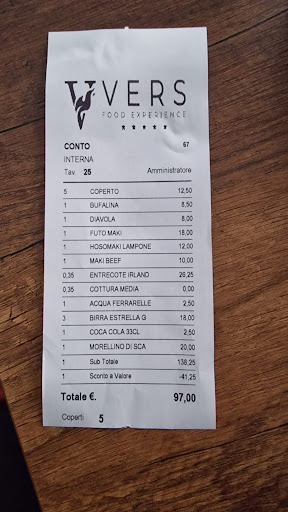 VERS
FOOD EXPERIENCE
CONTO 67
INTERNA
Tav. 25 Amministratore
5 COPERTO 12,50
1 BUFALINA 8,50
1 DIAVOLA 8,00
1 FUTO MAKI 18,00
1 HOSOMAKI LAMPONE 12,00
1 MAKI BEEF 10,00
0,35 ENTRECOTE IRLAND 26,25
0,35 COTTURA MEDIA 0,00
1 ACQUA FERRARELLE 2,50
3 BIRRA ESTRELLA G 18,00
1 COCA COLA 33CL 2,50
1 MORELLINO DI SCA 20,00
1 Sub Totale 138,25
1 Sconto a Valore -41,25
Totale €. 97,00
Coperti 5